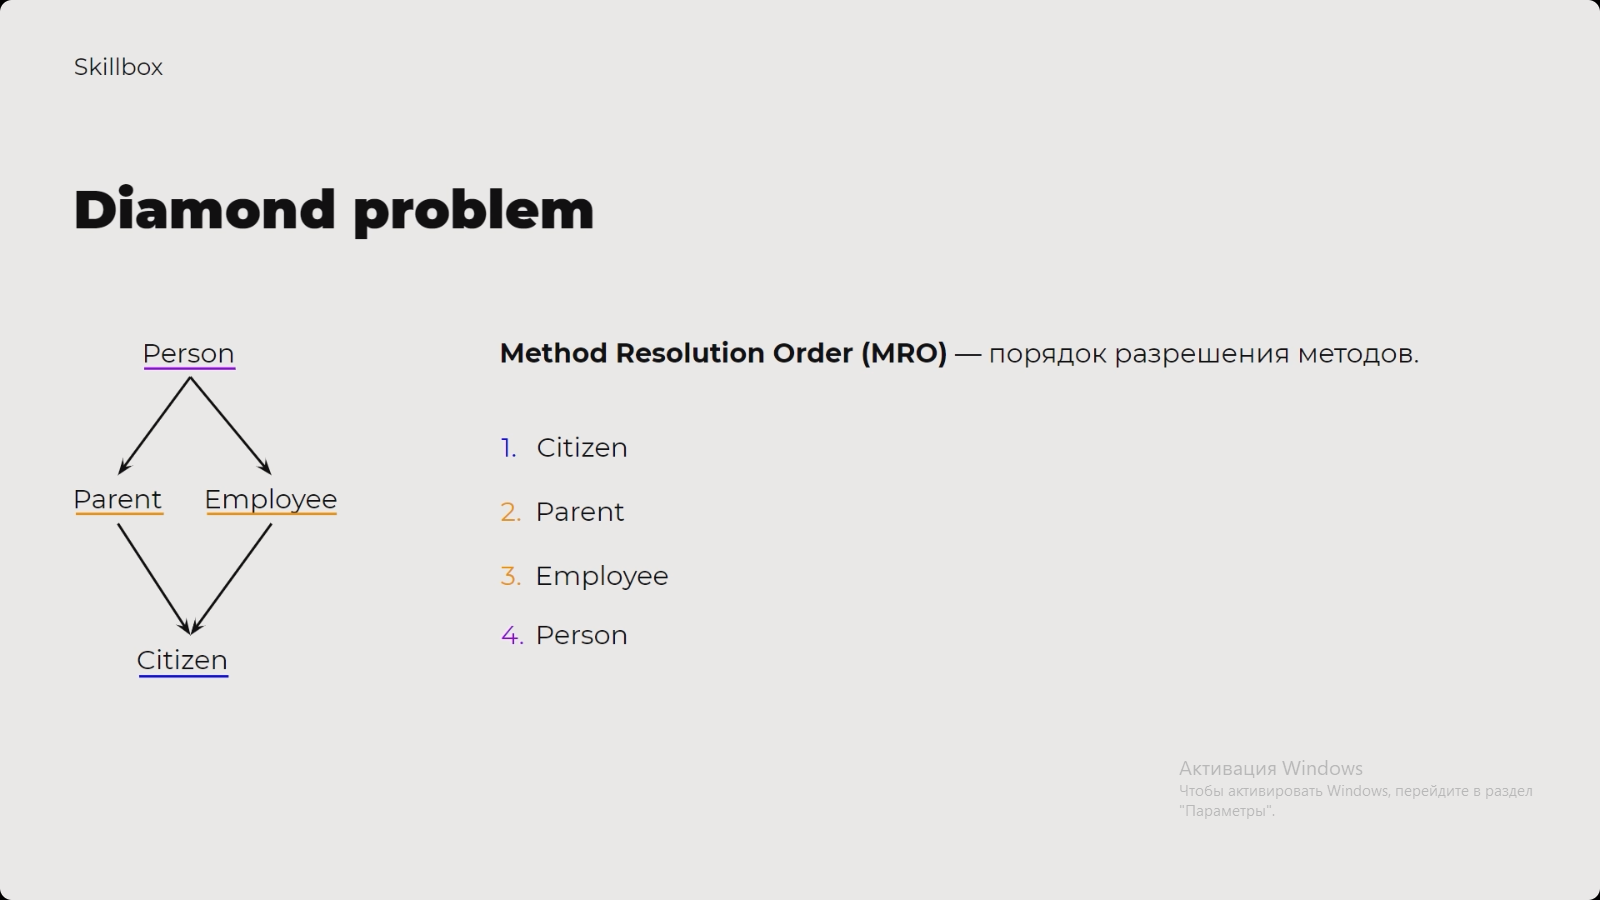 Skillbox
Diamond problem
Person
Parent Employee
Citizen
Method Resolution Order (MRO) — порядок разрешения методов.
1. Citizen
2. Parent
3. Employee
4. Person
Активация Windows
Чтобы активировать Windows, перейдите в раздел
"Параметры".